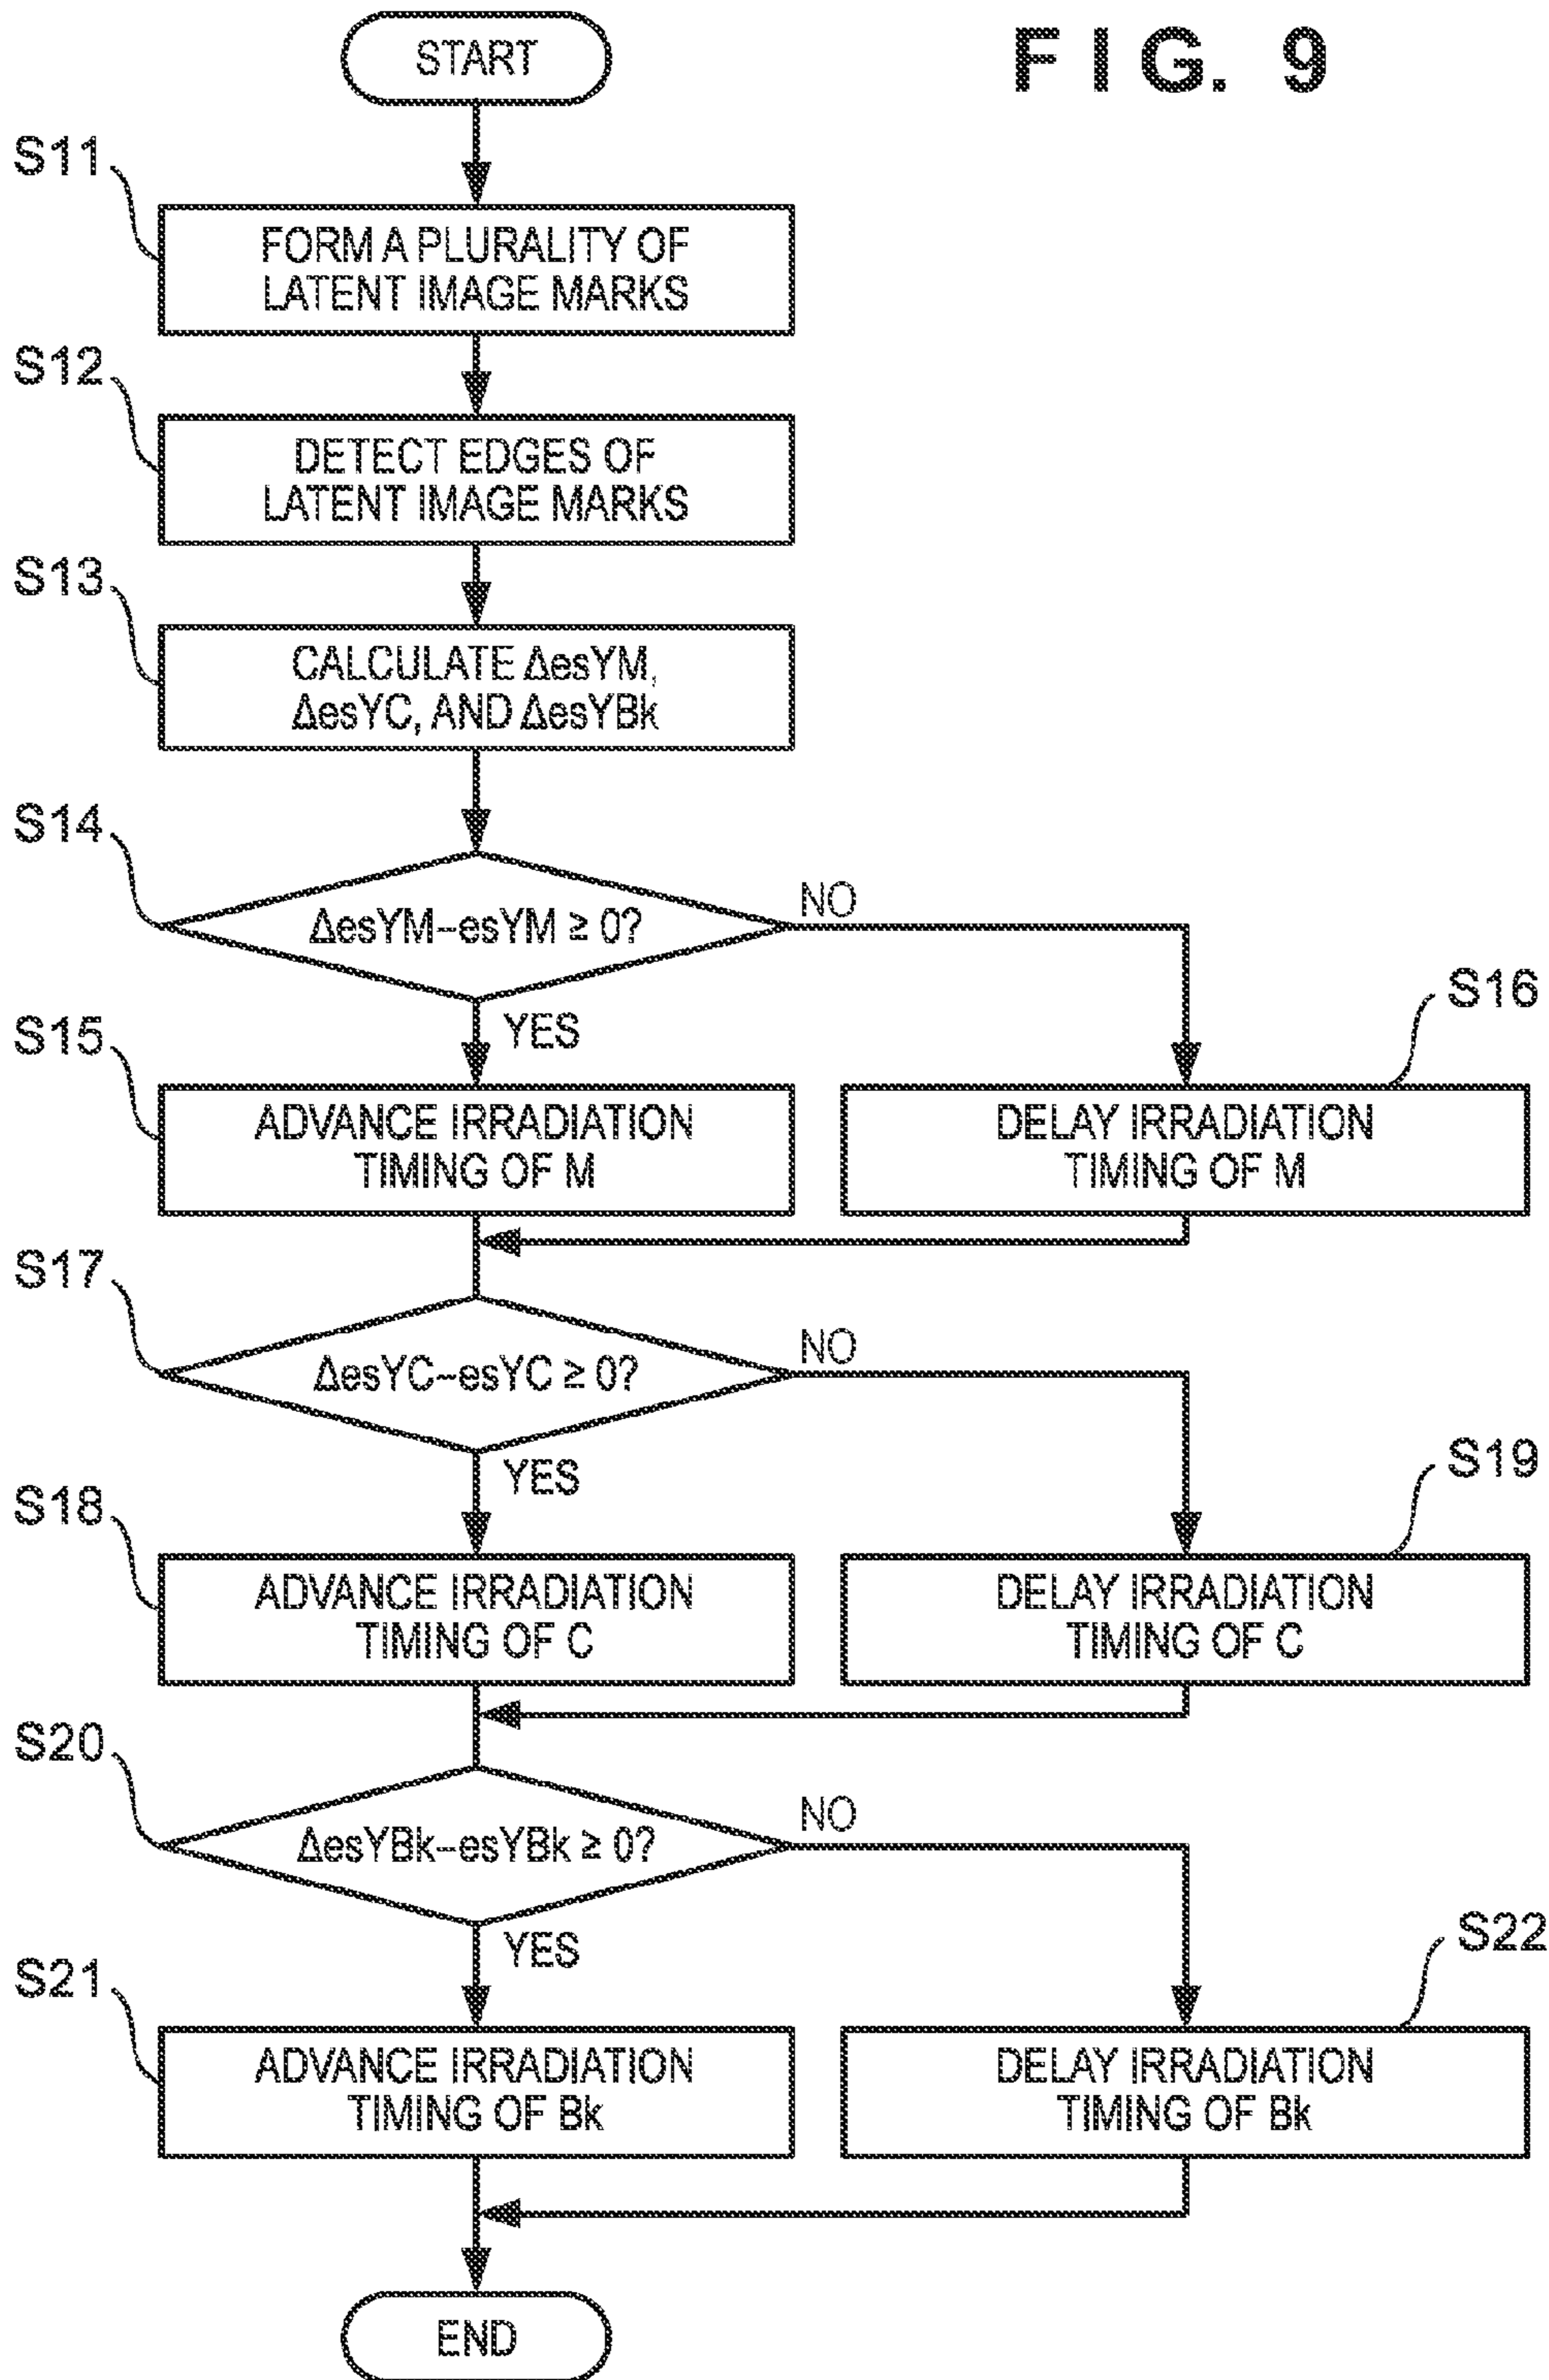 START
FIG. 9
S11
FORM A PLURALITY OF
LATENT IMAGE MARKS
S12
DETECT EDGES OF
LATENT IMAGE MARKS
S13
CALCULATE ΔesYM,
ΔesYC, AND ΔesYBk
S14
ΔesYM–esYM ≥ 0?
NO
YES
S15
ADVANCE IRRADIATION
TIMING OF M
S16
DELAY IRRADIATION
TIMING OF M
S17
ΔesYC–esYC ≥ 0?
NO
YES
S18
ADVANCE IRRADIATION
TIMING OF C
S19
DELAY IRRADIATION
TIMING OF C
S20
ΔesYBk–esYBk ≥ 0?
NO
YES
S21
ADVANCE IRRADIATION
TIMING OF Bk
S22
DELAY IRRADIATION
TIMING OF Bk
END